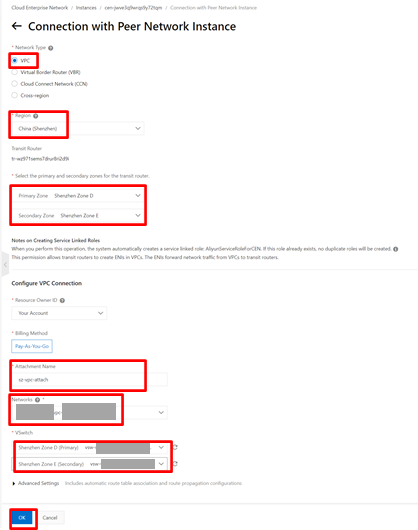 Cloud Enterprise Network / Instances / cen-jwve3q9wrqp9y72tqm / Connection with Peer Network Instance
← Connection with Peer Network Instance
* Network Type
VPC
Virtual Border Router (VBR)
Cloud Connect Network (CCN)
Cross-region
* Region
China (Shenzhen)
Transit Router
* Select the primary and secondary zones for the transit router.
Primary Zone Shenzhen Zone D
Secondary Zone Shenzhen Zone E
Notes on Creating Service Linked Roles
When you perform this operation, the system automatically creates a service linked role: AliyunServiceRoleForCEN. If this role already exists, no duplicate roles will be created.
This permission allows transit routers to create ENIs in VPCs. The ENIs forward network traffic from VPCs to transit routers.
Configure VPC Connection
* Resource Owner ID
Your Account
* Billing Method
Pay-As-You-Go
* Attachment Name
sz-vpc-attach
Networks *
vpc-
* VSwitch
Shenzhen Zone D (Primary) vsw-
Shenzhen Zone E (Secondary) vsw-
Advanced Settings Includes automatic route table association and route propagation configurations
OK Cancel